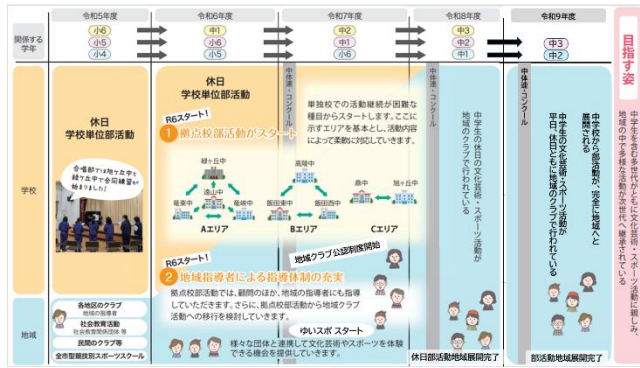 令和5年度
令和6年度
令和7年度
令和8年度
令和9年度
関係する
学年
小6
小5
小4
中1
小6
小5
中2
中1
小6
中3
中2
中1
中3
中2
目指す姿
中学生を含む多世代がともに文化芸術・スポーツ活動に親しみ、
地域の中で多様な活動が次世代へ継承されている
学校
休日
学校単位部活動
合唱部では旭ケ丘中と
緑ケ丘中で合同練習が
始まりました!
休日
学校単位部活動
R6スタート!
1 拠点校部活動がスタート
単独校での活動継続が困難な
種目からスタートします。ここに
示すエリアを基本とし、活動内容
によって柔軟に対応していきます。
緑ケ丘中
遠山中
竜東中
竜峡中
Aエリア
高陵中
飯田東中
飯田西中
Bエリア
鼎中
旭ケ丘中
Cエリア
地域クラブ公認制度開始
R6スタート!
2 地域指導者による指導体制の充実
拠点校部活動では、顧問のほか、地域の指導者にも指導
していただきます。さらに、拠点校部活動から地域クラブ
活動への移行を検討していきます。
ゆいスポ スタート
様々な団体と連携して文化芸術やスポーツを体験
できる機会を提供していきます。
中体連・コンクール
中体連・コンクール
中学生の休日の文化芸術・スポーツ活動が
地域のクラブで行われている
休日部活動地域展開完了
中体連・コンクール
中学校から部活動が、完全に地域へと
展開される
中学生の文化芸術・スポーツ活動が
平日、休日ともに地域のクラブで行われている
部活動地域展開完了
地域
各地区のクラブ
地域の指導者
社会教育活動
社会教育関係団体 等
民間のクラブ等
全市型競技別スポーツスクール